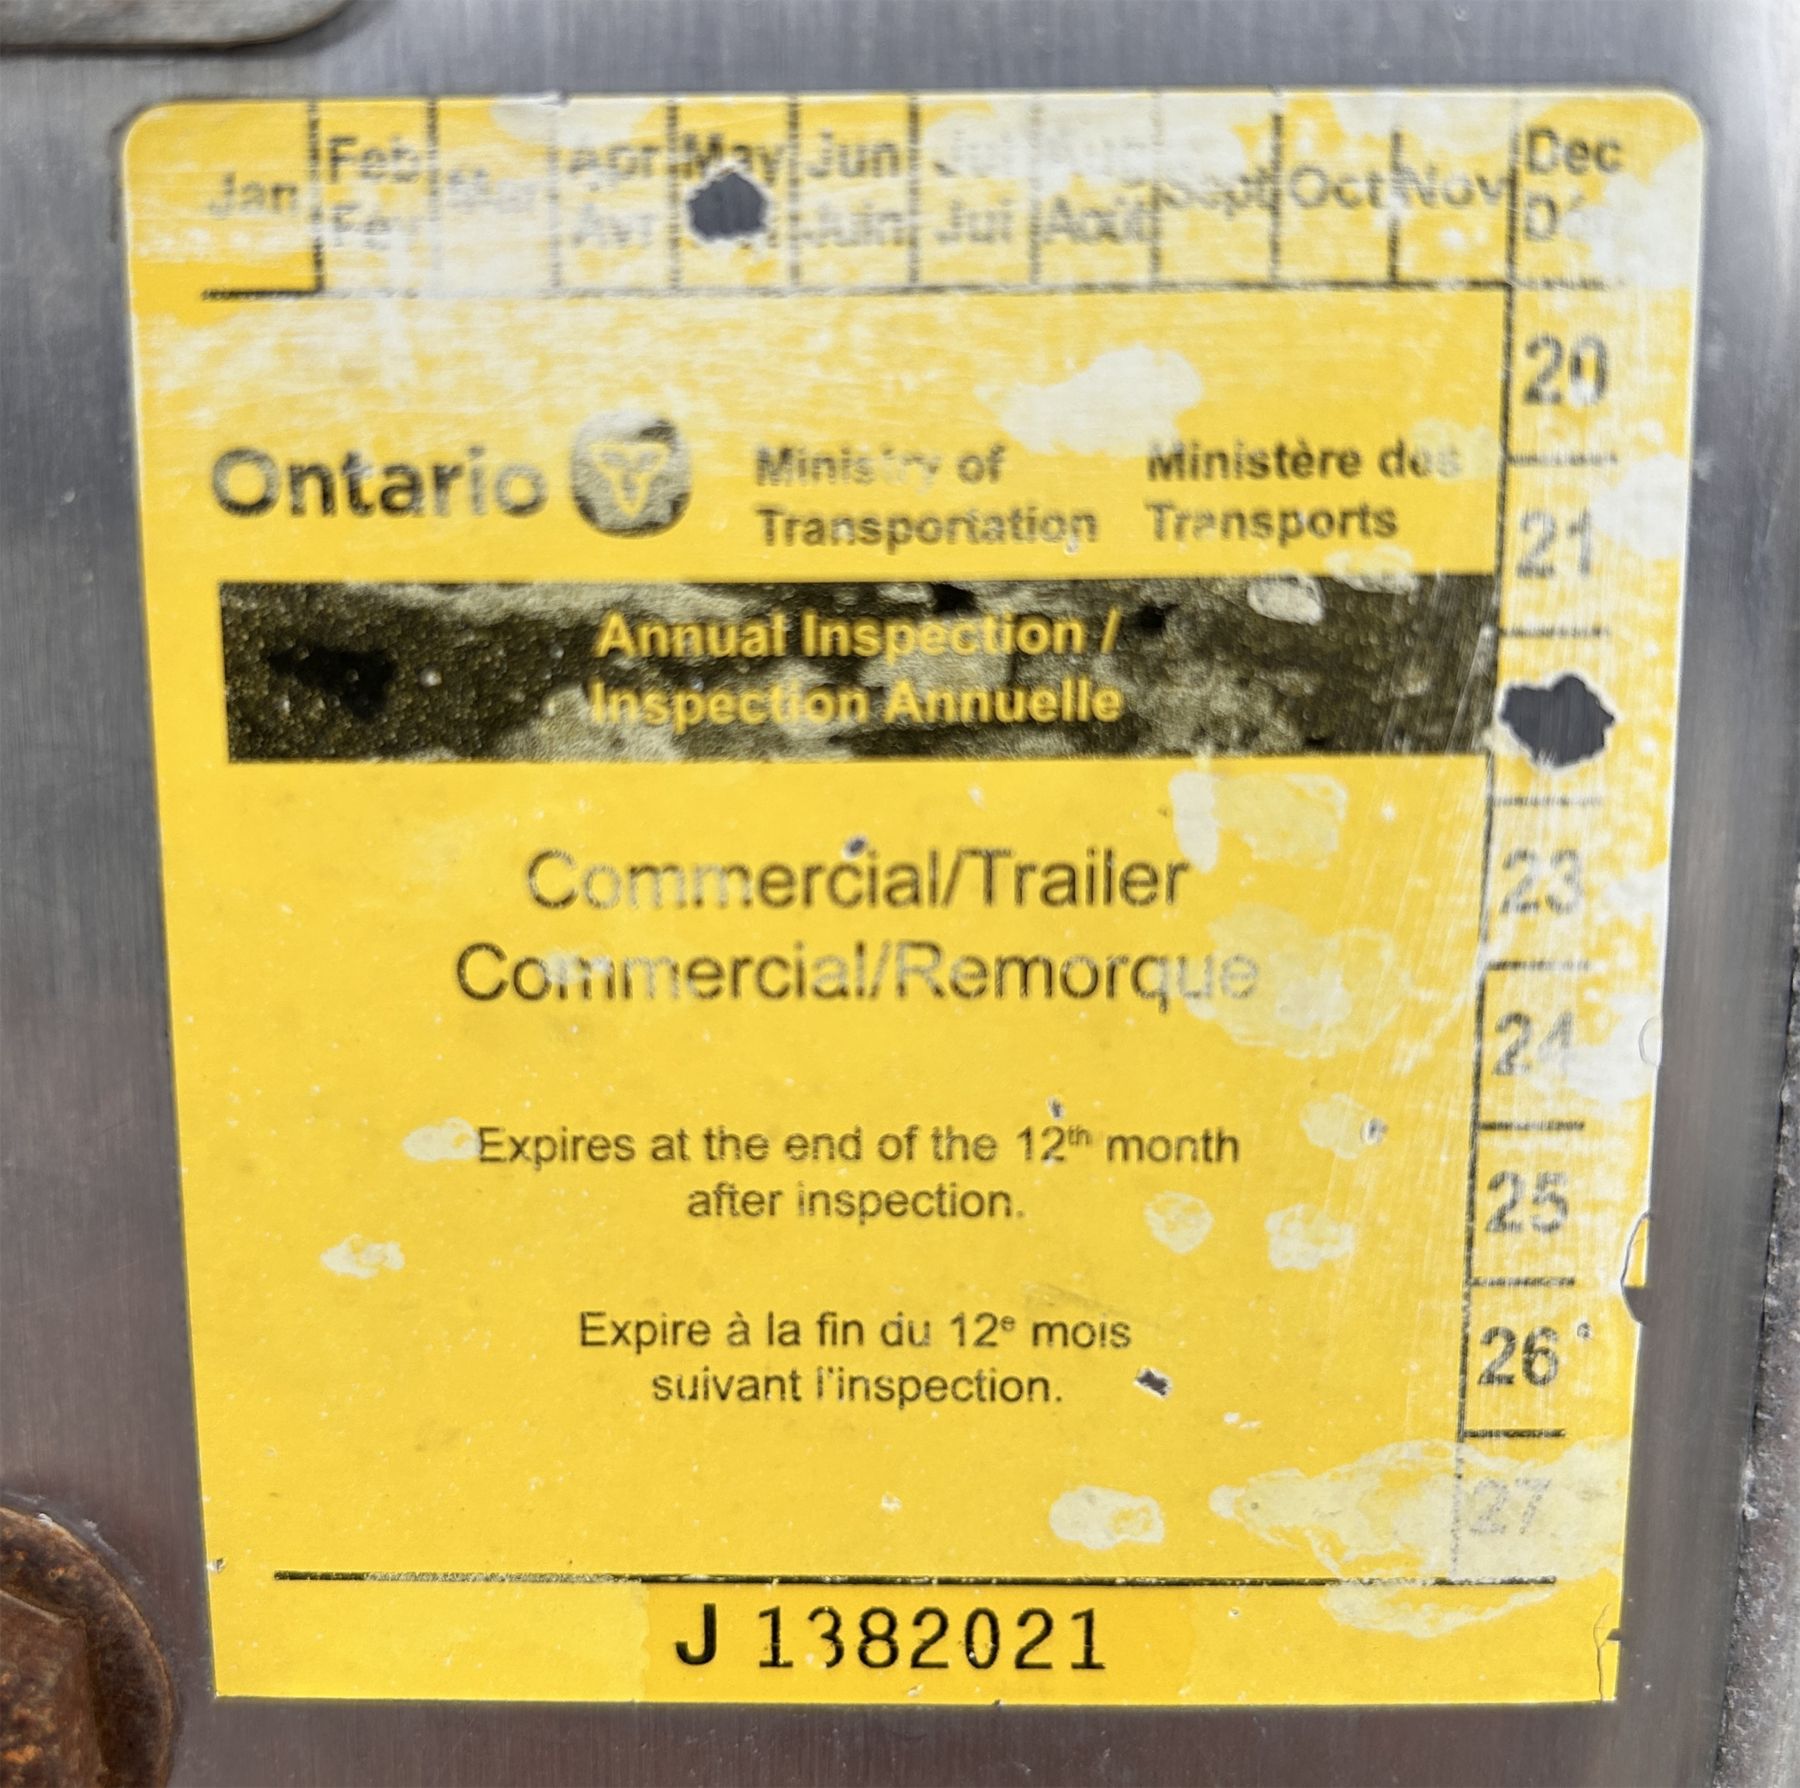 Jan Feb Apr May Jun Oct Nov Dec
Avr Juin Jui Août
20
Ontario Ministry of Ministère des
Transportation Transports
21
Annual Inspection /
Inspection Annuelle
Commercial/Trailer
23
Commercial/Remorque
24
Expires at the end of the 12th month
after inspection.
25
Expire à la fin du 12e mois
26
suivant l'inspection.
27
J 1382021